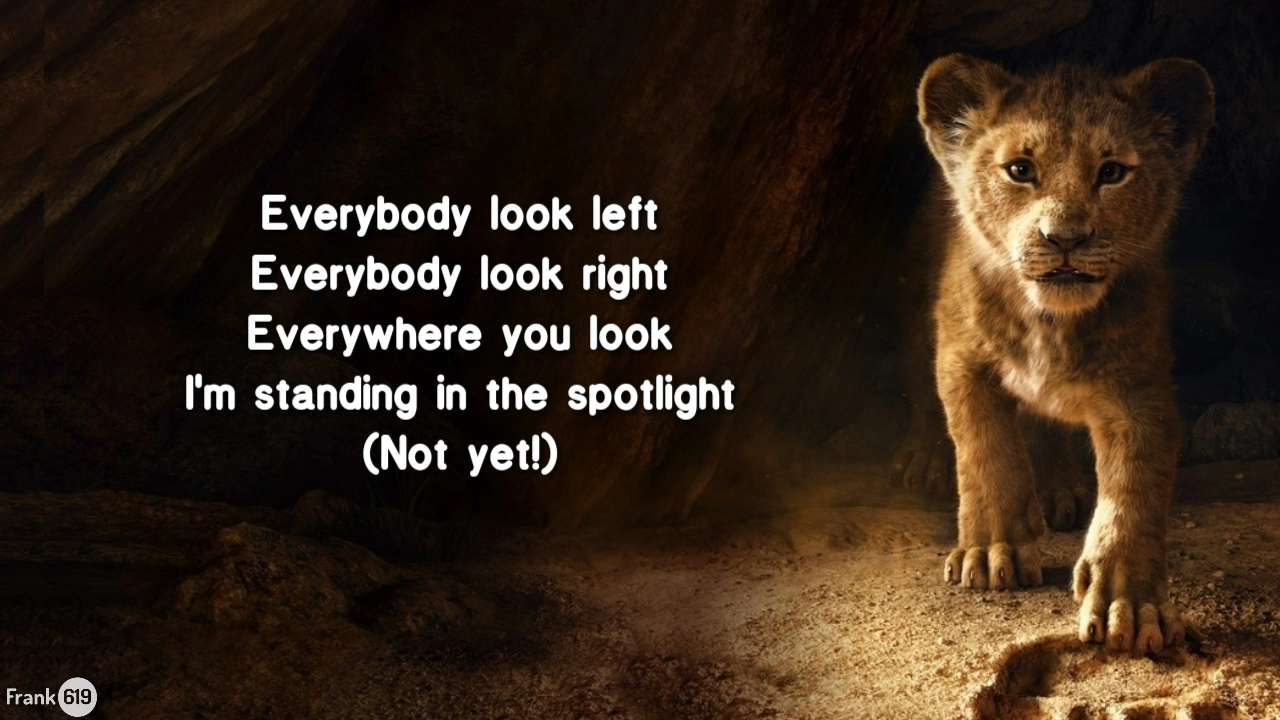 Everybody look left
Everybody look right
Everywhere you look
I'm standing in the spotlight
(Not yet!)
Frank 619